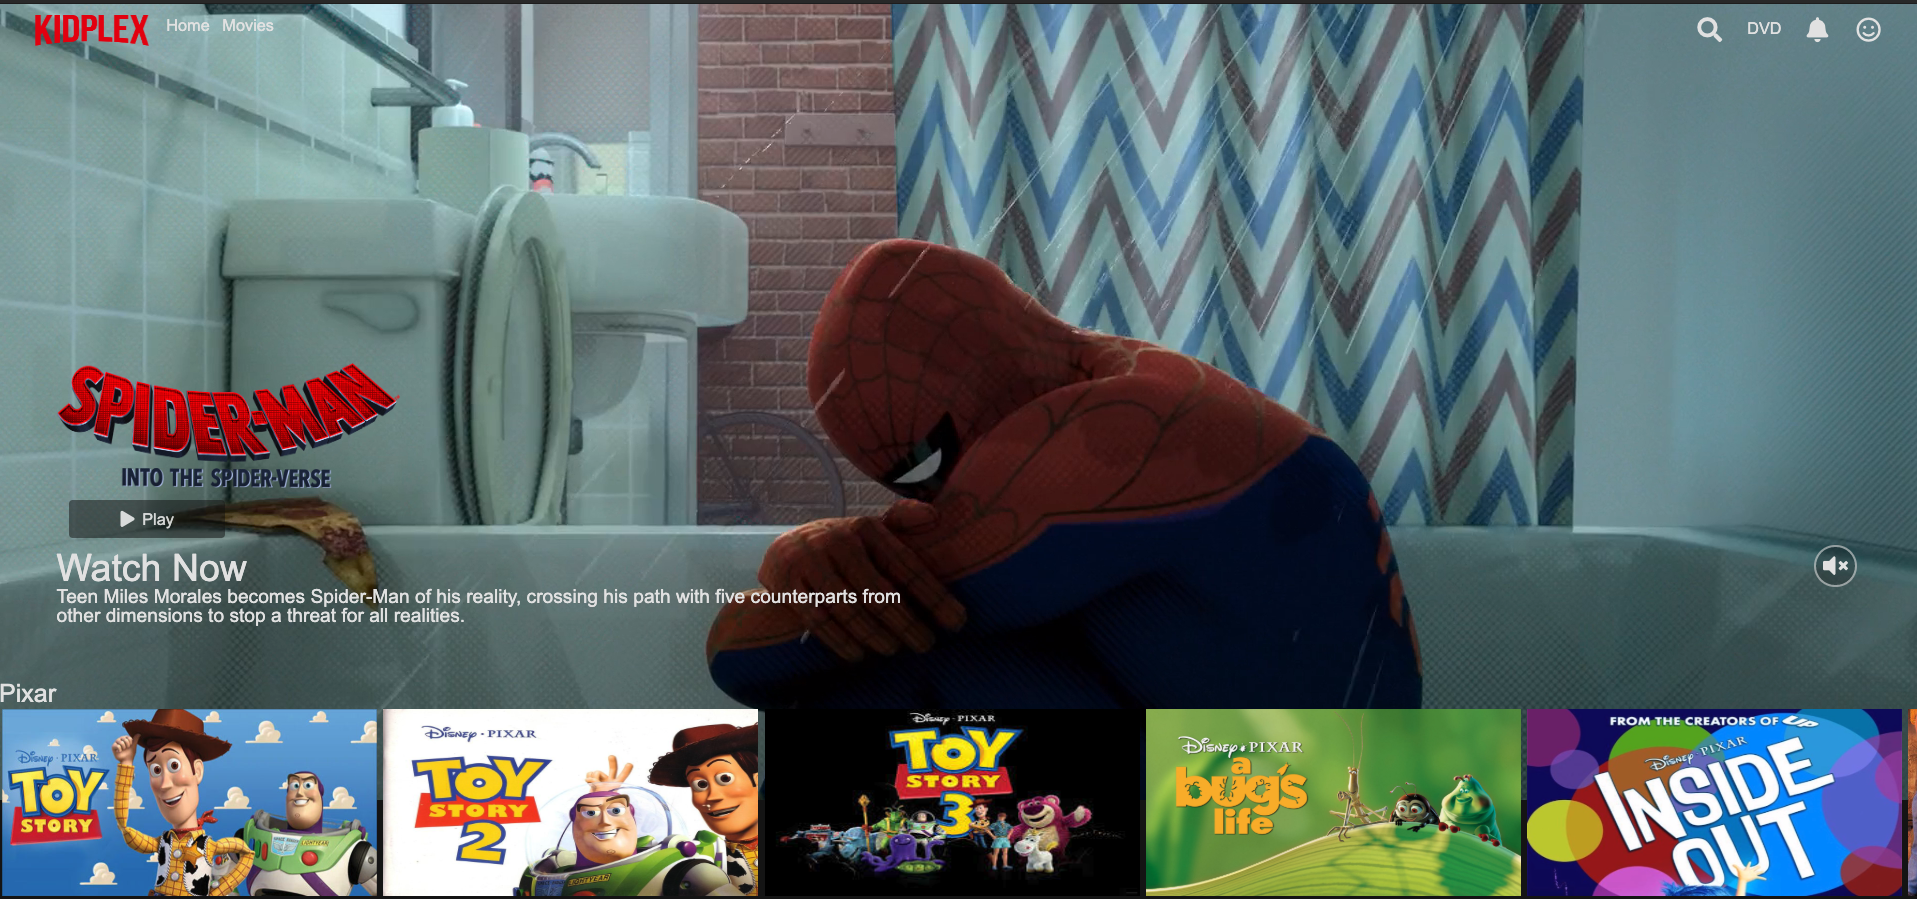 KIDPLEX Home Movies DVD
SPIDER-MAN
INTO THE SPIDER-VERSE
Play
Watch Now
Teen Miles Morales becomes Spider-Man of his reality, crossing his path with five counterparts from
other dimensions to stop a threat for all realities.
Pixar
Disney · PIXAR
TOY
STORY
LIGHTYEAR
Disney · PIXAR
TOY
STORY
2
LIGHTYEAR
Disney · PIXAR
TOY
STORY
3
Disney · PIXAR
a
bug's
life
FROM THE CREATORS OF UP
Disney · PIXAR
INSIDE
OUT